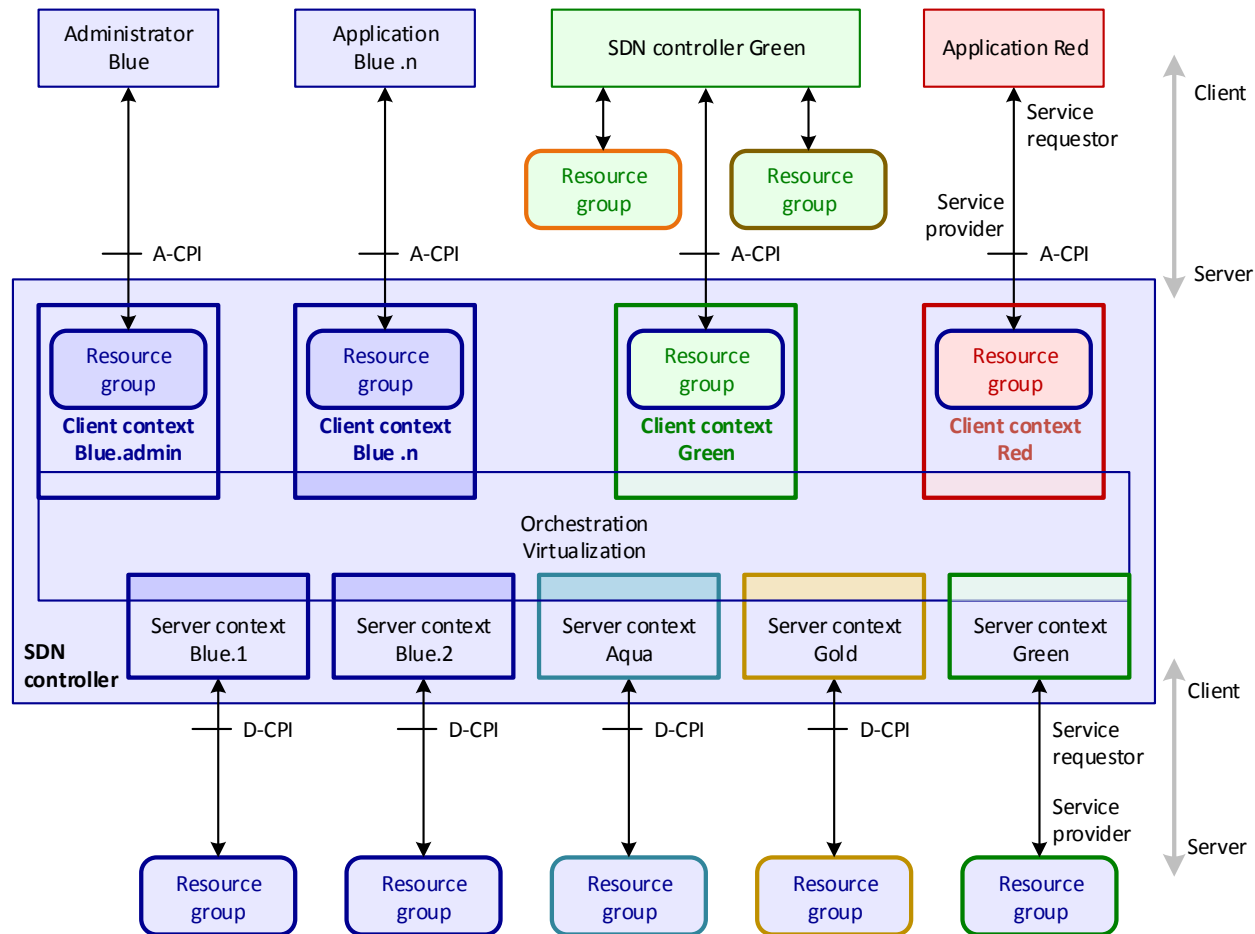 Administrator
Blue
Application
Blue .n
SDN controller Green
Application Red
Client
Service
requestor
Resource
group
Resource
group
Service
provider
A-CPI
A-CPI
A-CPI
A-CPI
Server
Resource
group
Client context
Blue.admin
Resource
group
Client context
Blue .n
Resource
group
Client context
Green
Resource
group
Client context
Red
Orchestration
Virtualization
SDN
controller
Server context
Blue.1
Server context
Blue.2
Server context
Aqua
Server context
Gold
Server context
Green
Client
D-CPI
D-CPI
D-CPI
D-CPI
Service
requestor
Service
provider
Server
Resource
group
Resource
group
Resource
group
Resource
group
Resource
group